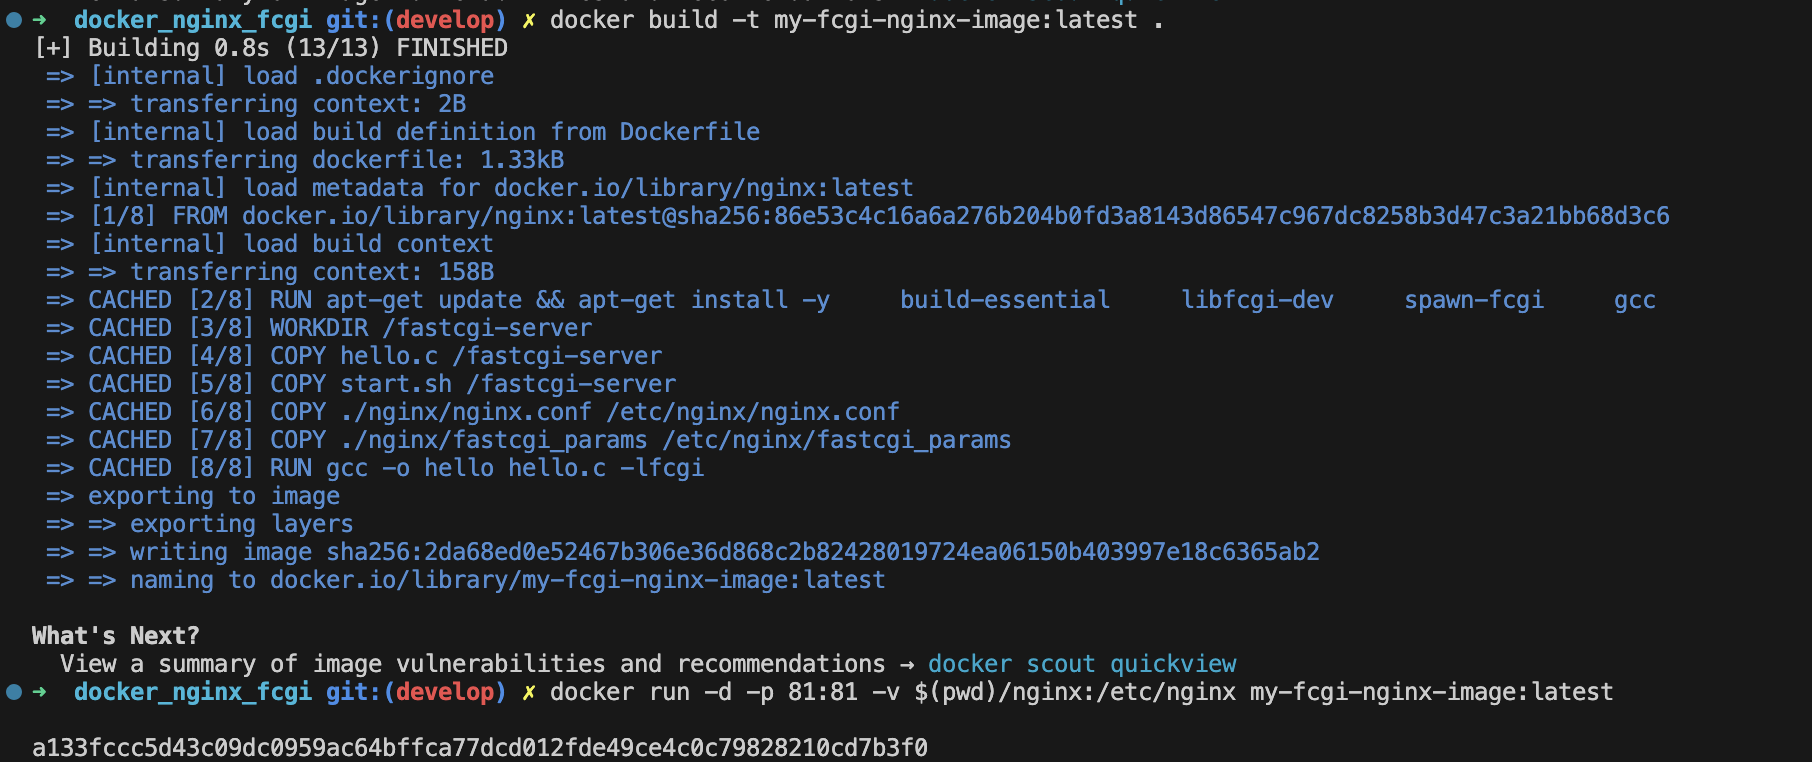 ➜ docker_nginx_fcgi git:(develop) ✗ docker build -t my-fcgi-nginx-image:latest .
[+] Building 0.8s (13/13) FINISHED
=> [internal] load .dockerignore
=> => transferring context: 2B
=> [internal] load build definition from Dockerfile
=> => transferring dockerfile: 1.33kB
=> [internal] load metadata for docker.io/library/nginx:latest
=> [1/8] FROM docker.io/library/nginx:latest@sha256:86e53c4c16a6a276b204b0fd3a8143d86547c967dc8258b3d47c3a21bb68d3c6
=> [internal] load build context
=> => transferring context: 158B
=> CACHED [2/8] RUN apt-get update && apt-get install -y     build-essential     libfcgi-dev     spawn-fcgi     gcc
=> CACHED [3/8] WORKDIR /fastcgi-server
=> CACHED [4/8] COPY hello.c /fastcgi-server
=> CACHED [5/8] COPY start.sh /fastcgi-server
=> CACHED [6/8] COPY ./nginx/nginx.conf /etc/nginx/nginx.conf
=> CACHED [7/8] COPY ./nginx/fastcgi_params /etc/nginx/fastcgi_params
=> CACHED [8/8] RUN gcc -o hello hello.c -lfcgi
=> exporting to image
=> => exporting layers
=> => writing image sha256:2da68ed0e52467b306e36d868c2b82428019724ea06150b403997e18c6365ab2
=> => naming to docker.io/library/my-fcgi-nginx-image:latest
What's Next?
View a summary of image vulnerabilities and recommendations → docker scout quickview
➜ docker_nginx_fcgi git:(develop) ✗ docker run -d -p 81:81 -v $(pwd)/nginx:/etc/nginx my-fcgi-nginx-image:latest
a133fccc5d43c09dc0959ac64bffca77dcd012fde49ce4c0c79828210cd7b3f0